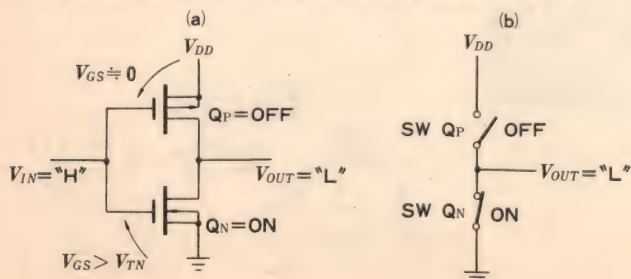 (a)
V_DD
V_GS≒0
Q_P=OFF
V_IN="H"
V_OUT="L"
Q_N=ON
V_GS>V_TN
(b)
V_DD
SW Q_P OFF
V_OUT="L"
SW Q_N ON